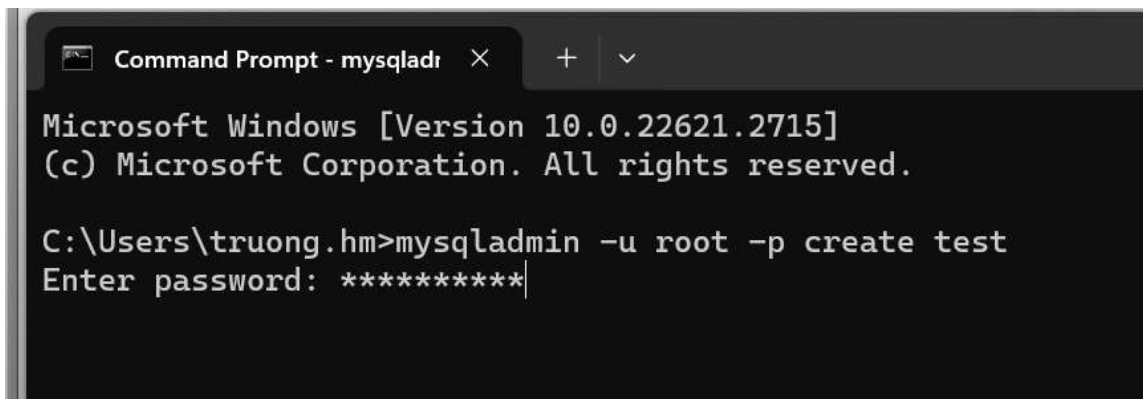 Command Prompt - mysqladr
Microsoft Windows [Version 10.0.22621.2715]
(c) Microsoft Corporation. All rights reserved.
C:\Users\truong.hm>mysqladmin -u root -p create test
Enter password: **********